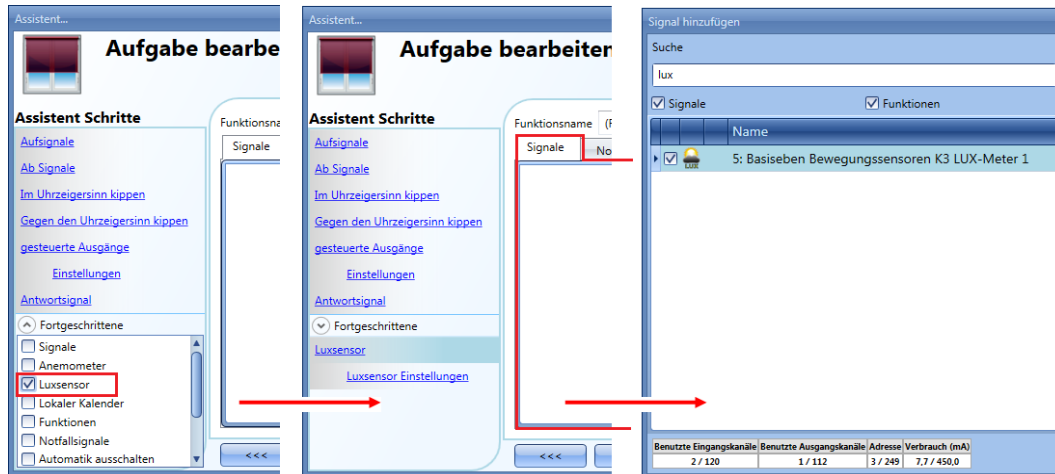 Assistent...
Aufgabe bearbe
Assistent Schritte
Aufsignale
Ab Signale
Im Uhrzeigersinn kippen
Gegen den Uhrzeigersinn kippen
gesteuerte Ausgänge
Einstellungen
Antwortsignal
Fortgeschrittene
Signale
Anemometer
Luxsensor
Lokaler Kalender
Funktionen
Notfallsignale
Automatik ausschalten
Funktionsna
Signale
<<<
Assistent...
Aufgabe bearbeiten
Assistent Schritte
Aufsignale
Ab Signale
Im Uhrzeigersinn kippen
Gegen den Uhrzeigersinn kippen
gesteuerte Ausgänge
Einstellungen
Antwortsignal
Fortgeschrittene
Luxsensor
Luxsensor Einstellungen
Funktionsname (F
Signale No
<<<
Signal hinzufügen
Suche
lux
Signale Funktionen
Name
5: Basiseben Bewegungssensoren K3 LUX-Meter 1
Benutzte Eingangskanäle Benutzte Ausgangskanäle Adresse Verbrauch (mA)
2 / 120 1 / 112 3 / 249 7,7 / 450,0